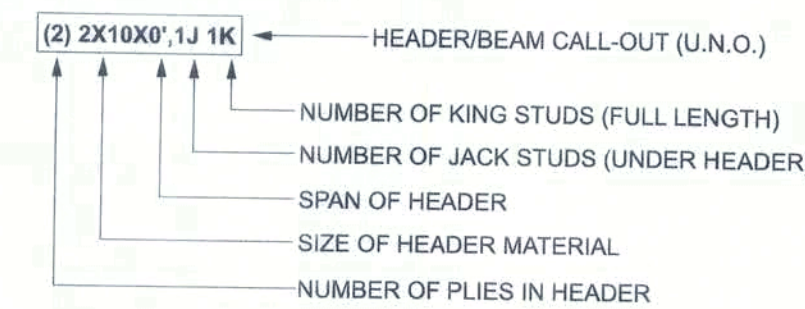 (2) 2X10X0',1J 1K
HEADER/BEAM CALL-OUT (U.N.O.)
NUMBER OF KING STUDS (FULL LENGTH)
NUMBER OF JACK STUDS (UNDER HEADER
SPAN OF HEADER
SIZE OF HEADER MATERIAL
NUMBER OF PLIES IN HEADER